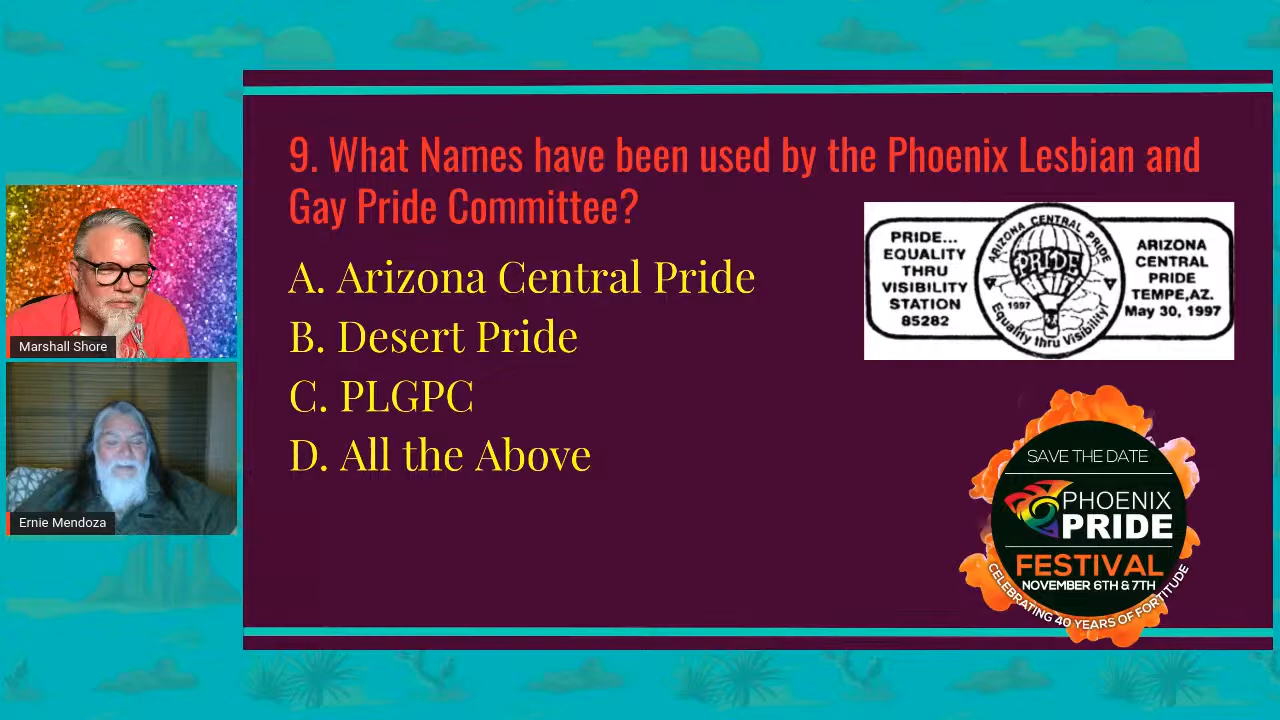 9. What Names have been used by the Phoenix Lesbian and
Gay Pride Committee?
A. Arizona Central Pride
B. Desert Pride
C. PLGPC
D. All the Above
PRIDE...
EQUALITY
THRU
VISIBILITY
STATION
85282
ARIZONA CENTRAL PRIDE
PRIDE
© 1997
Equality thru Visibility!
ARIZONA
CENTRAL
PRIDE
TEMPE,AZ.
May 30, 1997
SAVE THE DATE
PHOENIX
PRIDE
FESTIVAL
NOVEMBER 6TH & 7TH
CELEBRATING 40 YEARS OF FORTITUDE
Marshall Shore
Ernie Mendoza